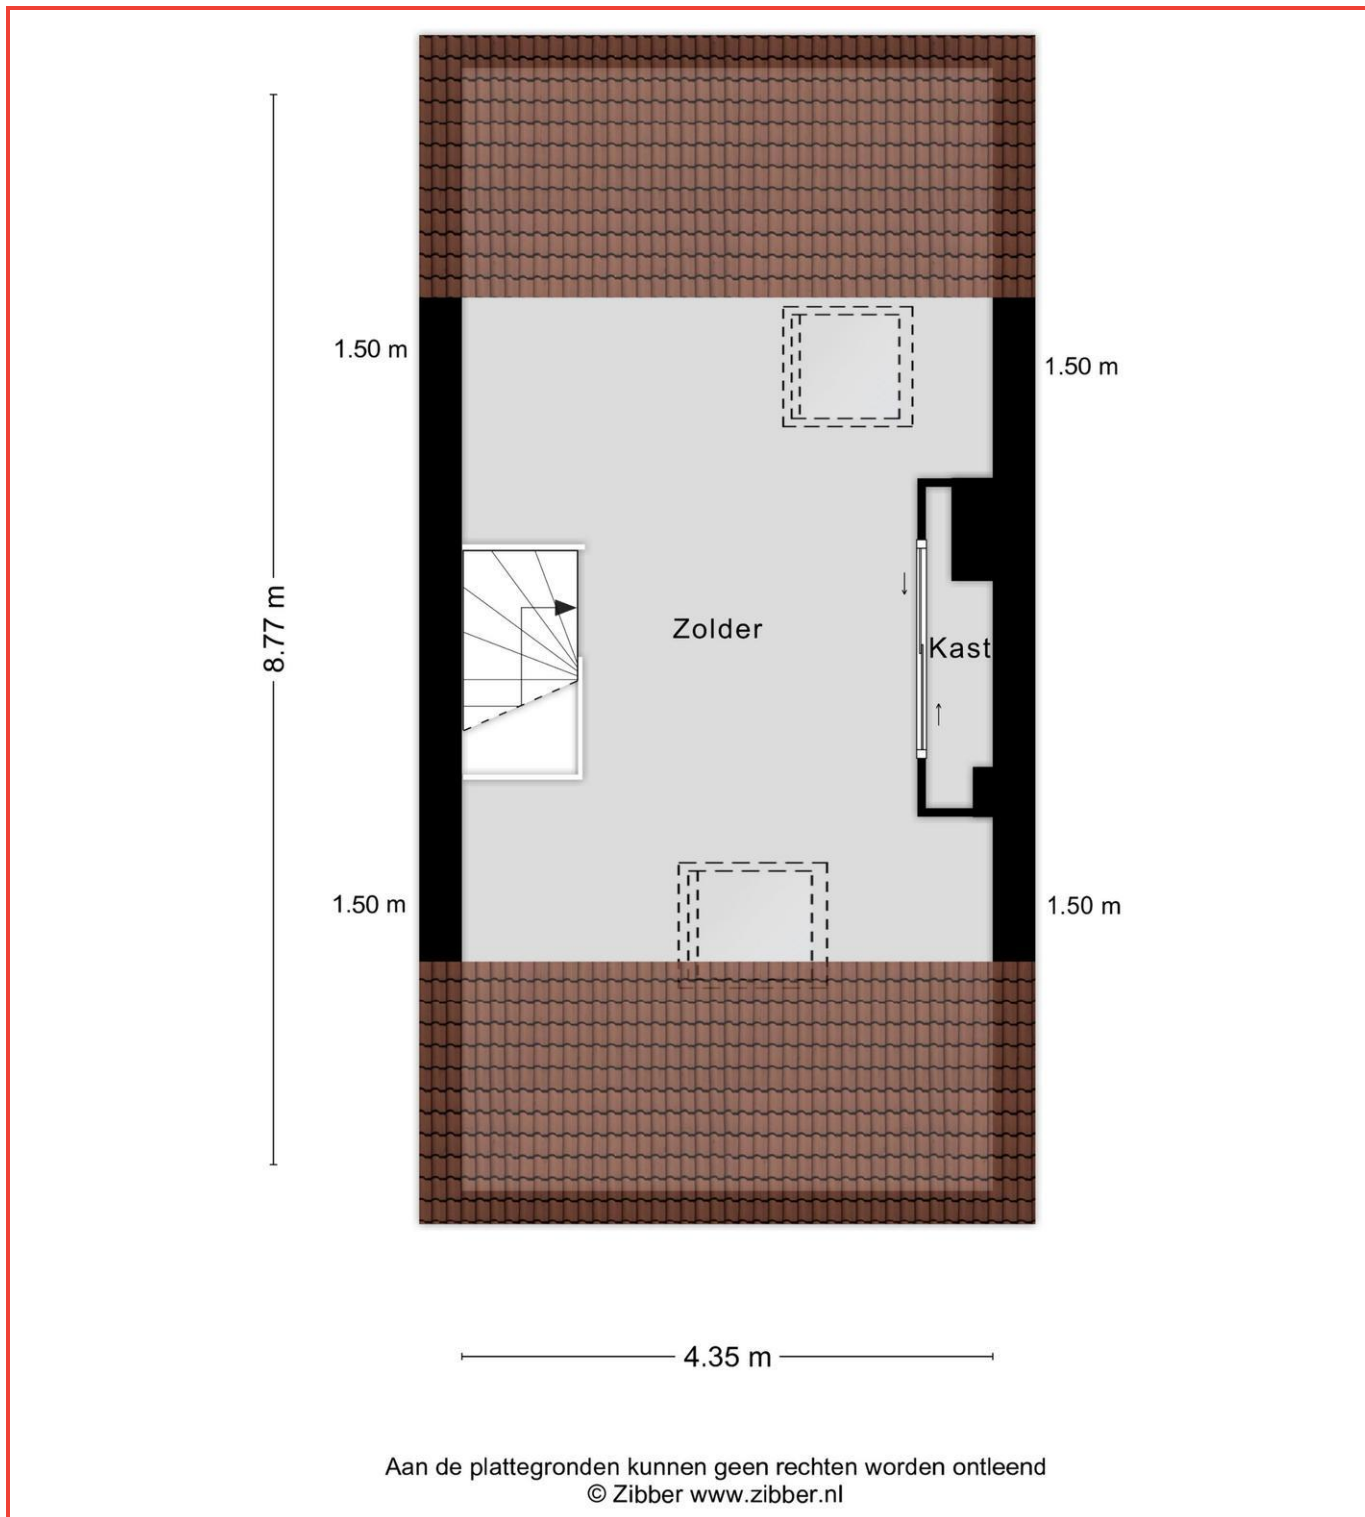 1.50 m
1.50 m
8.77 m
Zolder
Kast
1.50 m
1.50 m
4.35 m
Aan de plattegronden kunnen geen rechten worden ontleend
© Zibber www.zibber.nl